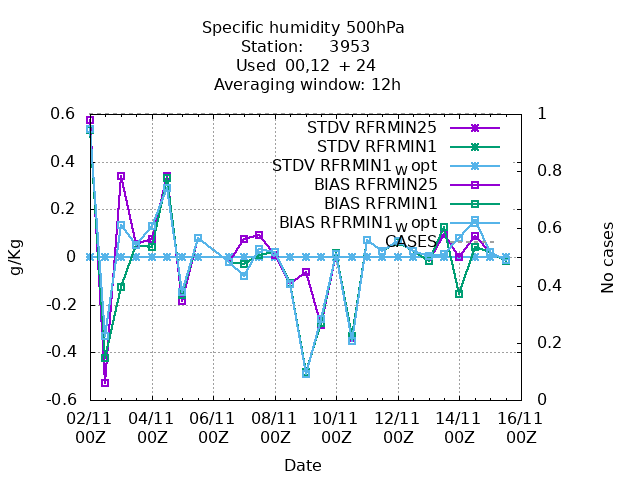 Specific humidity 500hPa
Station: 3953
Used 00,12 + 24
Averaging window: 12h
0.6
0.4
0.2
0
-0.2
-0.4
-0.6
g/Kg
STDV RFRMIN25
STDV RFRMIN1
STDV RFRMIN1w opt
BIAS RFRMIN25
BIAS RFRMIN1
BIAS RFRMIN1w opt
CASES
1
0.8
0.6
0.4
0.2
0
No cases
02/11 04/11 06/11 08/11 10/11 12/11 14/11 16/11
00Z 00Z 00Z 00Z 00Z 00Z 00Z 00Z
Date